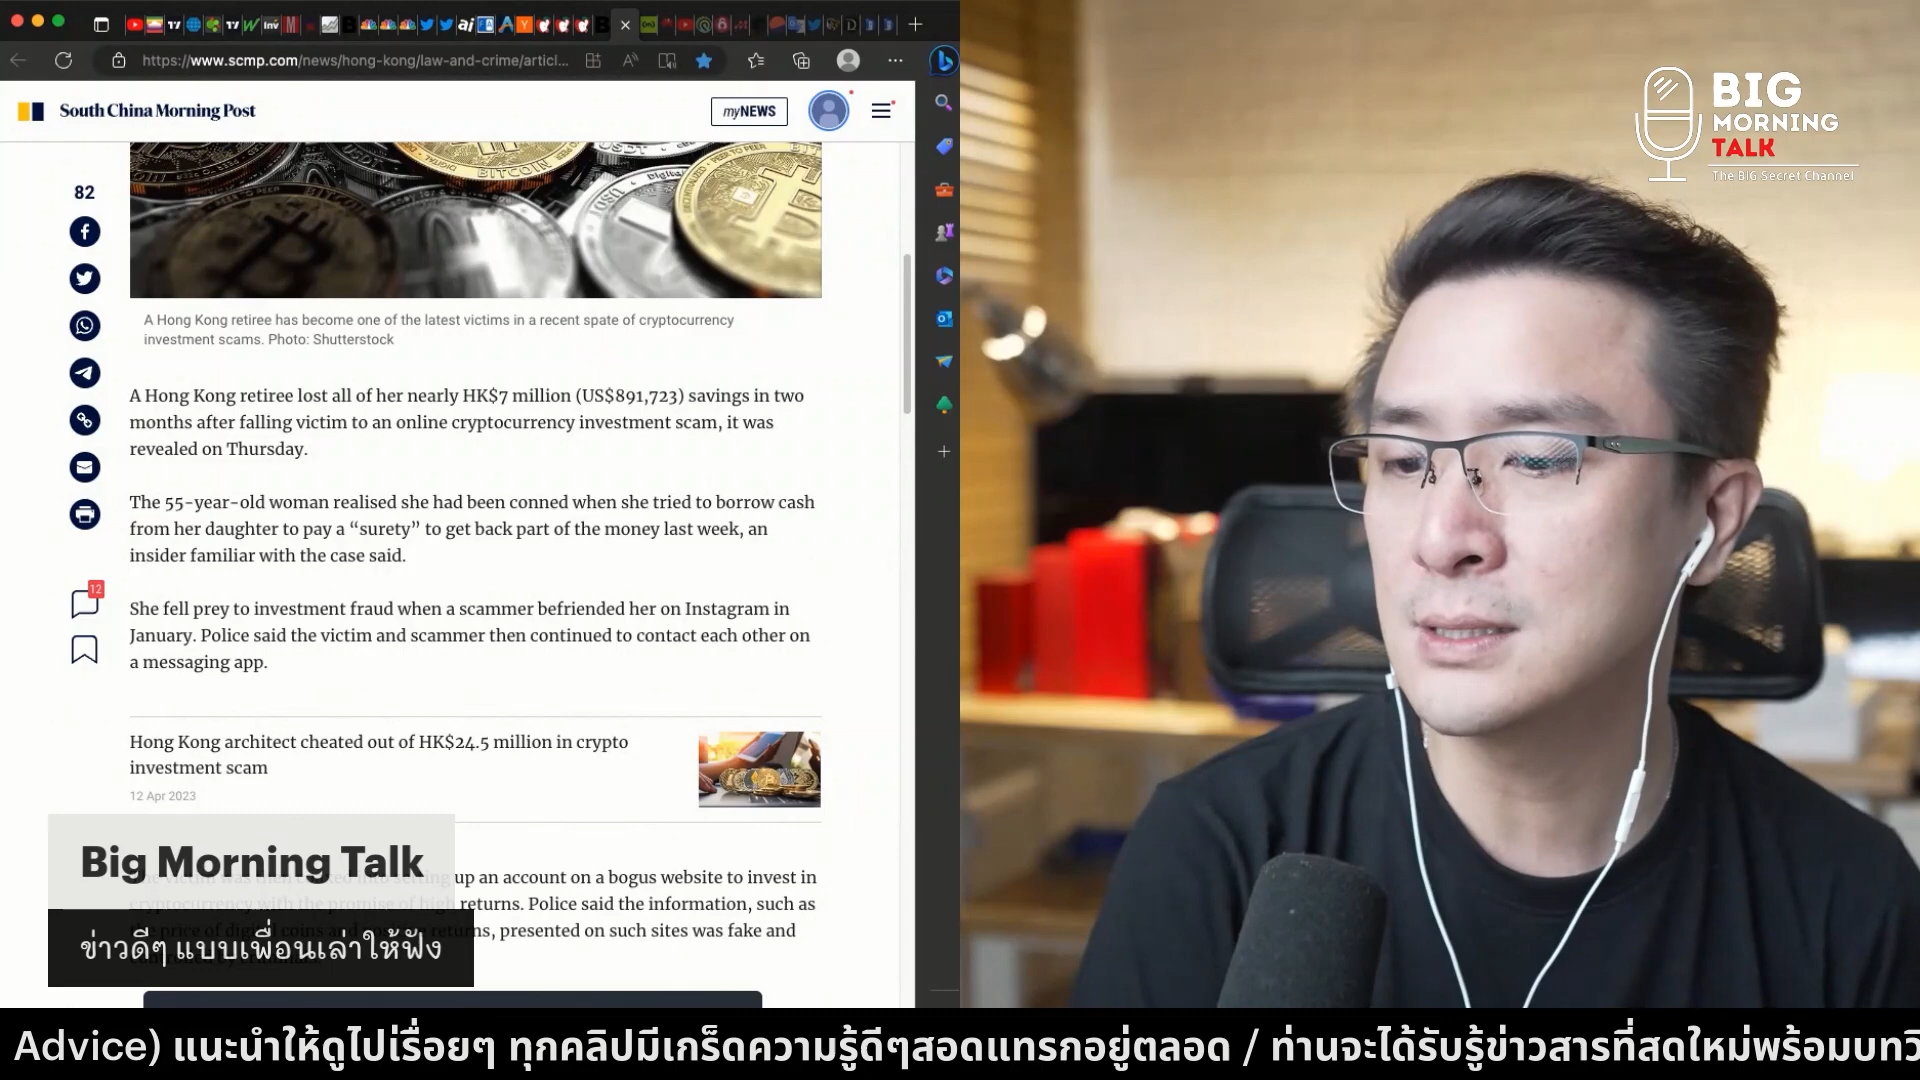 https://www.scmp.com/news/hong-kong/law-and-crime/articl...
South China Morning Post
myNEWS
BITCOIN
82
A Hong Kong retiree has become one of the latest victims in a recent spate of cryptocurrency
investment scams. Photo: Shutterstock
A Hong Kong retiree lost all of her nearly HK$7 million (US$891,723) savings in two
months after falling victim to an online cryptocurrency investment scam, it was
revealed on Thursday.
The 55-year-old woman realised she had been conned when she tried to borrow cash
from her daughter to pay a “surety” to get back part of the money last week, an
insider familiar with the case said.
12
She fell prey to investment fraud when a scammer befriended her on Instagram in
January. Police said the victim and scammer then continued to contact each other on
a messaging app.
Hong Kong architect cheated out of HK$24.5 million in crypto
investment scam
12 Apr 2023
up an account on a bogus website to invest in
cryptocurrency with the promise of high returns. Police said the information, such as
returns, presented on such sites was fake and
Big Morning Talk
ข่าวดีๆ แบบเพื่อนเล่าให้ฟัง
BIG
MORNING
TALK
The BIG Secret Channel
Advice) แนะนำให้ดูไปเรื่อยๆ ทุกคลิปมีเกร็ดความรู้ดีๆสอดแทรกอยู่ตลอด / ท่านจะได้รับรู้ข่าวสารที่สดใหม่พร้อมบทวิ